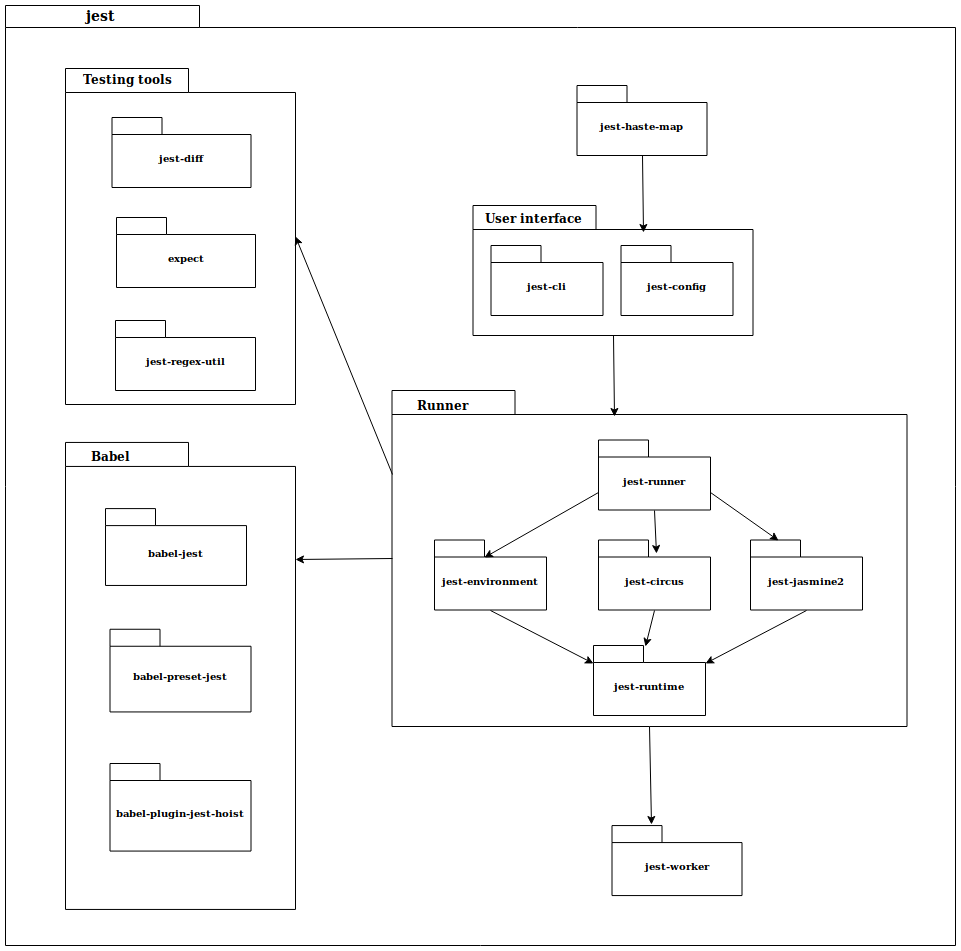 jest
Testing tools
jest-diff
expect
jest-regex-util
Babel
babel-jest
babel-preset-jest
babel-plugin-jest-hoist
jest-haste-map
User interface
jest-cli
jest-config
Runner
jest-runner
jest-environment
jest-circus
jest-jasmine2
jest-runtime
jest-worker